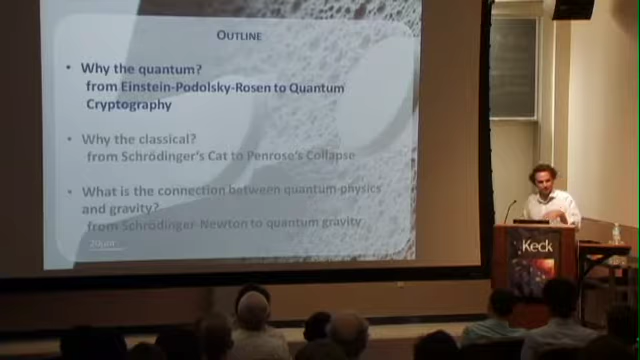 OUTLINE
• Why the quantum?
from Einstein-Podolsky-Rosen to Quantum
Cryptography
• Why the classical?
from Schrödinger's Cat to Penrose's Collapse
• What is the connection between quantum physics
and gravity?
from Schrödinger-Newton to quantum gravity
20μm
Keck